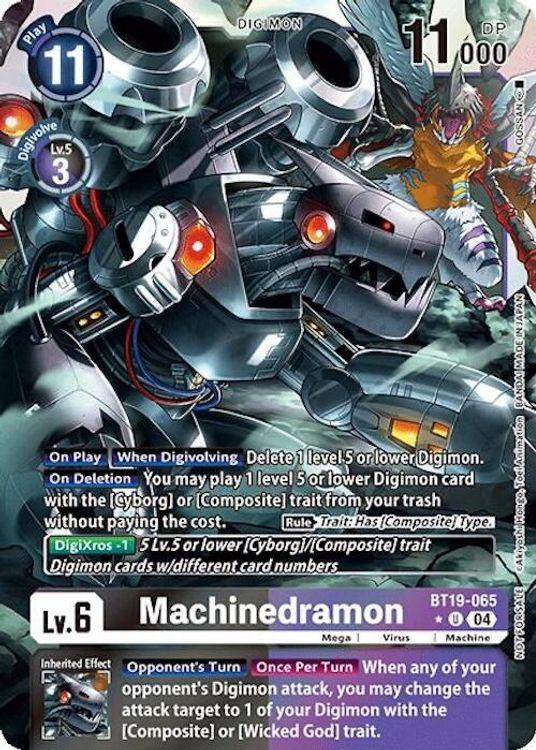 DIGIMON
Play
11
DP
11000
Digivolve
Lv.5
3
GOSSAN
On Play When Digivolving Delete 1 level 5 or lower Digimon.
On Deletion You may play 1 level 5 or lower Digimon card
with the [Cyborg] or [Composite] trait from your trash
without paying the cost. Rule Trait: Has [Composite] Type.
DigiXros -1 5 Lv.5 or lower [Cyborg]/[Composite] trait
Digimon cards w/different card numbers
Lv.6 Machinedramon BT19-065
U 04
Mega | Virus | Machine
Inherited Effect
Opponent's Turn Once Per Turn When any of your
opponent's Digimon attack, you may change the
attack target to 1 of your Digimon with the
[Composite] or [Wicked God] trait.
NOT FOR SALE ©Akiyoshi Hongo, Toei Animation BANDAI MADE IN JAPAN